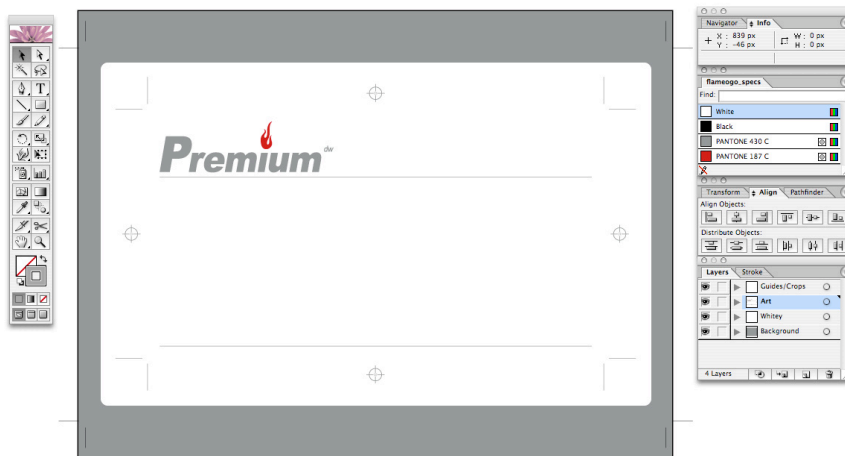 Premium dw
Navigator Info
X : 839 px
Y : -46 px
W : 0 px
H : 0 px
flameogo_specs
Find:
White
Black
PANTONE 430 C
PANTONE 187 C
Transform Align Pathfinder
Align Objects:
Distribute Objects:
Layers Stroke
Guides/Crops
Art
Whitey
Background
4 Layers
T